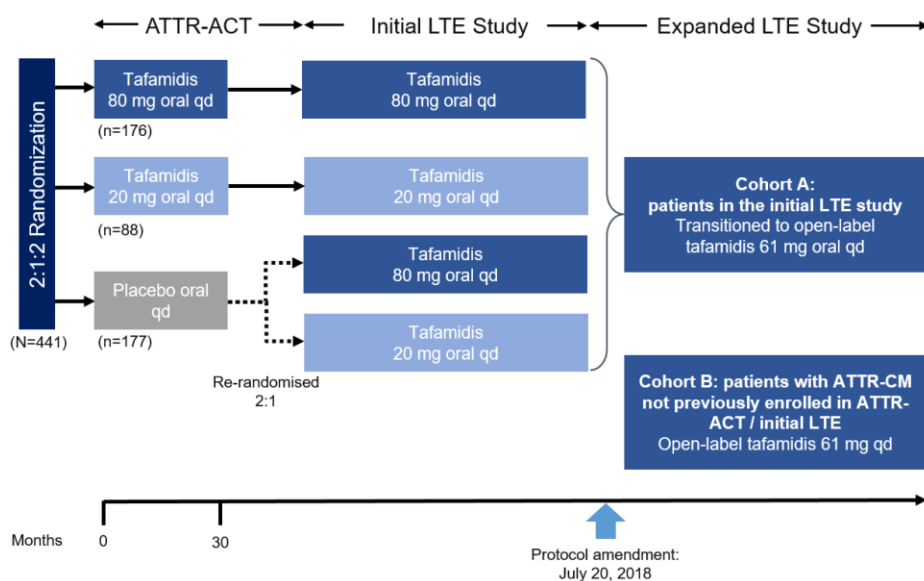 ATTR-ACT
Initial LTE Study
Expanded LTE Study
2:1:2 Randomization
(N=441)
Tafamidis
80 mg oral qd
(n=176)
Tafamidis
20 mg oral qd
(n=88)
Placebo oral
qd
(n=177)
Re-randomised
2:1
Tafamidis
80 mg oral qd
Tafamidis
20 mg oral qd
Tafamidis
80 mg oral qd
Tafamidis
20 mg oral qd
Cohort A:
patients in the initial LTE study
Transitioned to open-label
tafamidis 61 mg oral qd
Cohort B: patients with ATTR-CM
not previously enrolled in ATTR-
ACT / initial LTE
Open-label tafamidis 61 mg qd
Months
0
30
Protocol amendment:
July 20, 2018